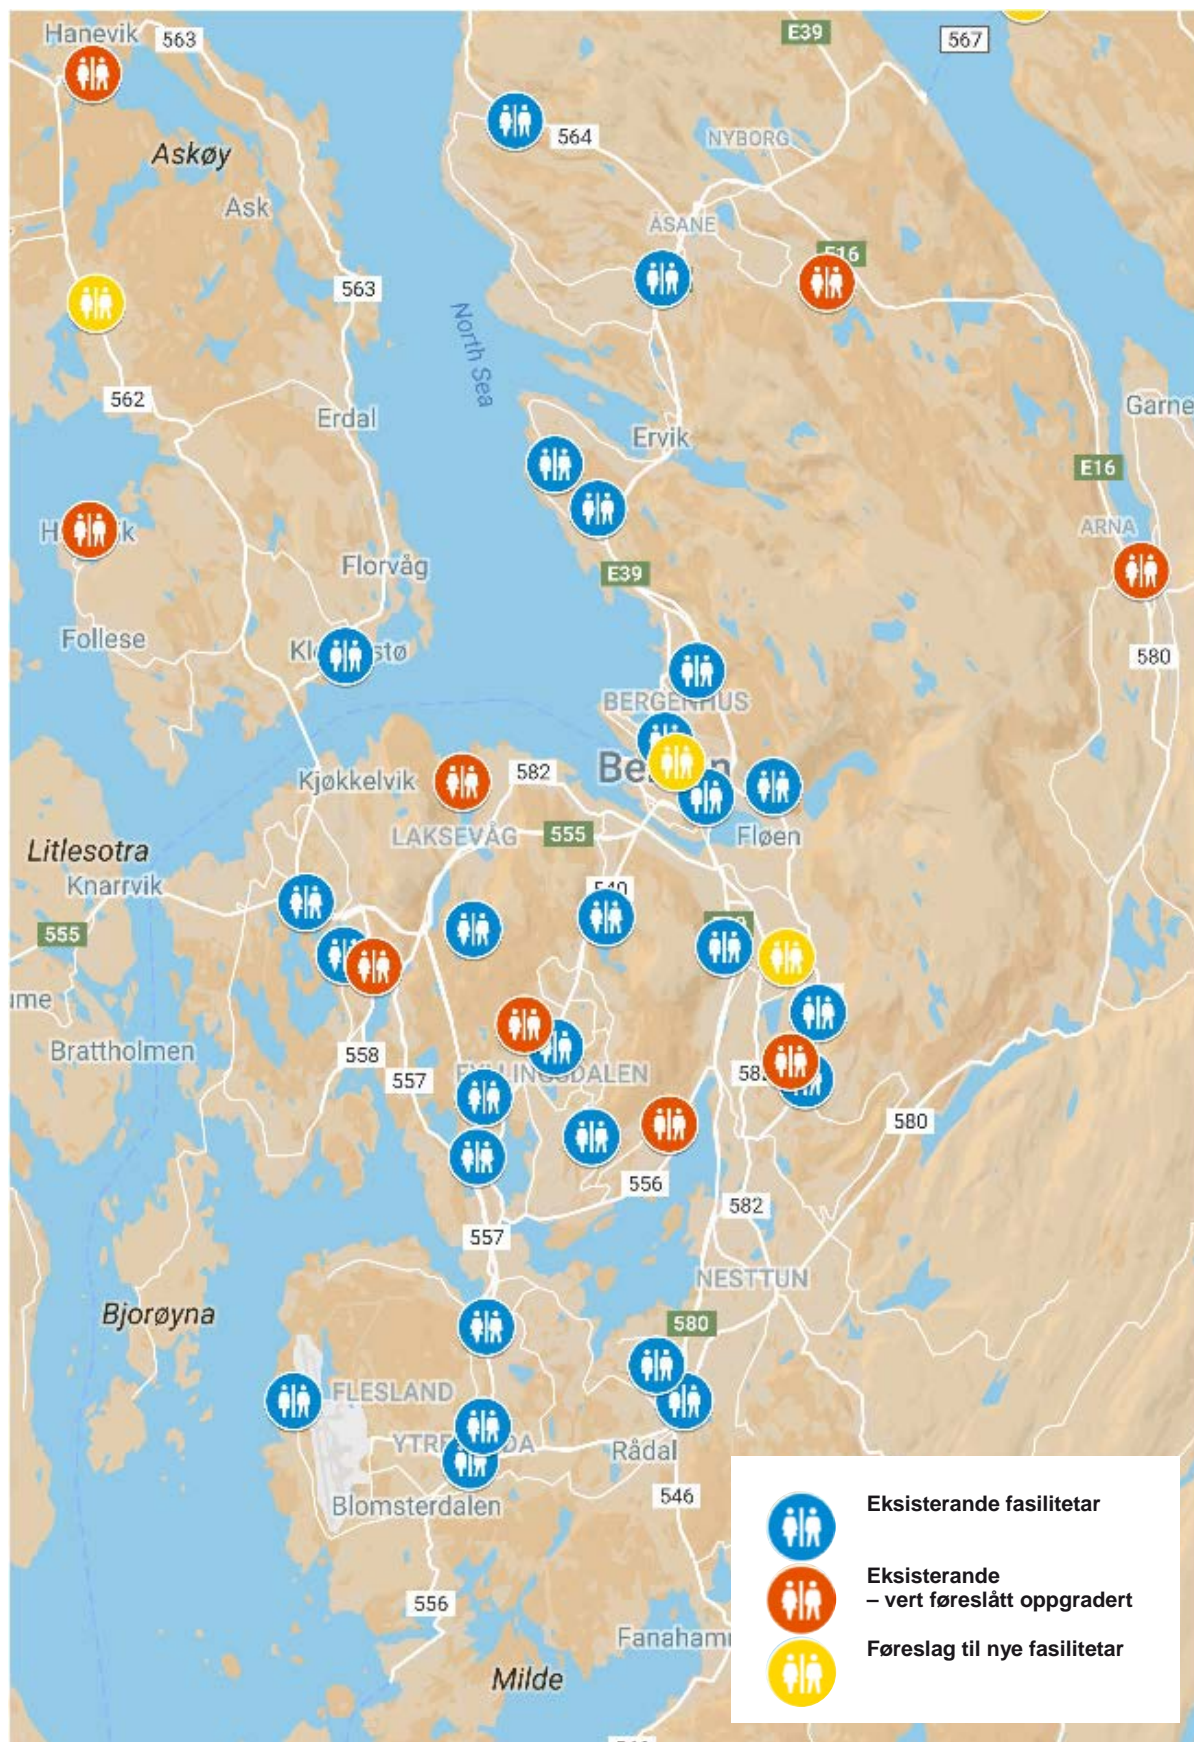 Hanevik
563
E39
567
564
NYBORG
Askøy
Ask
ÅSANE
E16
563
North Sea
562
Erdal
Ervik
Garne
E16
ARNA
Florvåg
E39
Follese
580
BERGENHUS
Kjøkkelvik
582
LAKSEVÅG
555
Fløen
Litlesotra
Knarrvik
555
Brattholmen
558
557
FYLLINGSDALEN
580
556
582
557
NESTTUN
Bjorøyna
580
FLESLAND
Rådal
546
Blomsterdalen
556
Fanaham
Milde
Eksisterande fasilitetar
Eksisterande
– vert føreslått oppgradert
Føreslag til nye fasilitetar